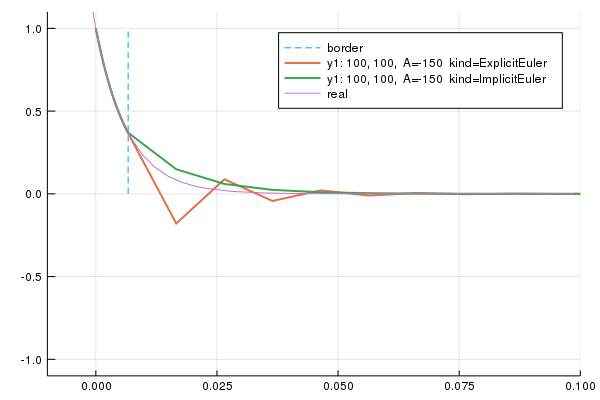 1.0
0.5
0.0
-0.5
-1.0
border
y1: 100, 100, A=-150 kind=ExplicitEuler
y1: 100, 100, A=-150 kind=ImplicitEuler
real
0.000 0.025 0.050 0.075 0.100